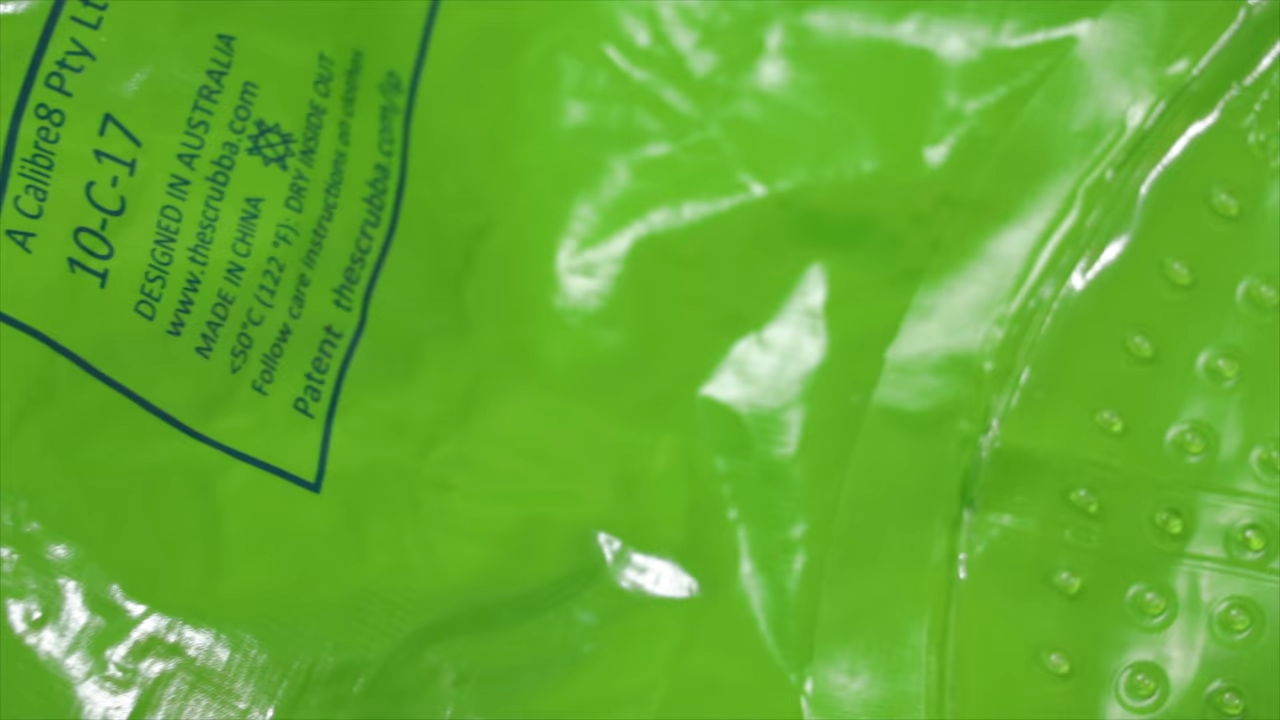 A Calibre8 Pty Lt
10-C-17
DESIGNED IN AUSTRALIA
www.thescrubba.com
MADE IN CHINA
<50°C (122 °F): DRY INSIDE OUT
Follow care instructions on clothes
Patent thescrubba.com/ip